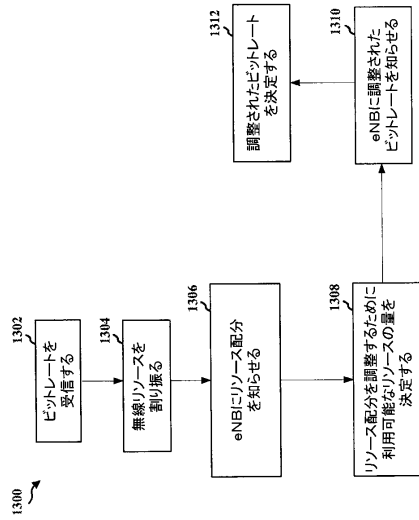 1300
1302
ビットレートを
受信する
1304
無線リソースを
割り振る
1306
eNBにリソース配分
を知らせる
1308
リソース配分を調整するために
利用可能なリソースの量を
決定する
1310
eNBに調整された
ビットレートを知らせる
1312
調整されたビットレート
を決定する